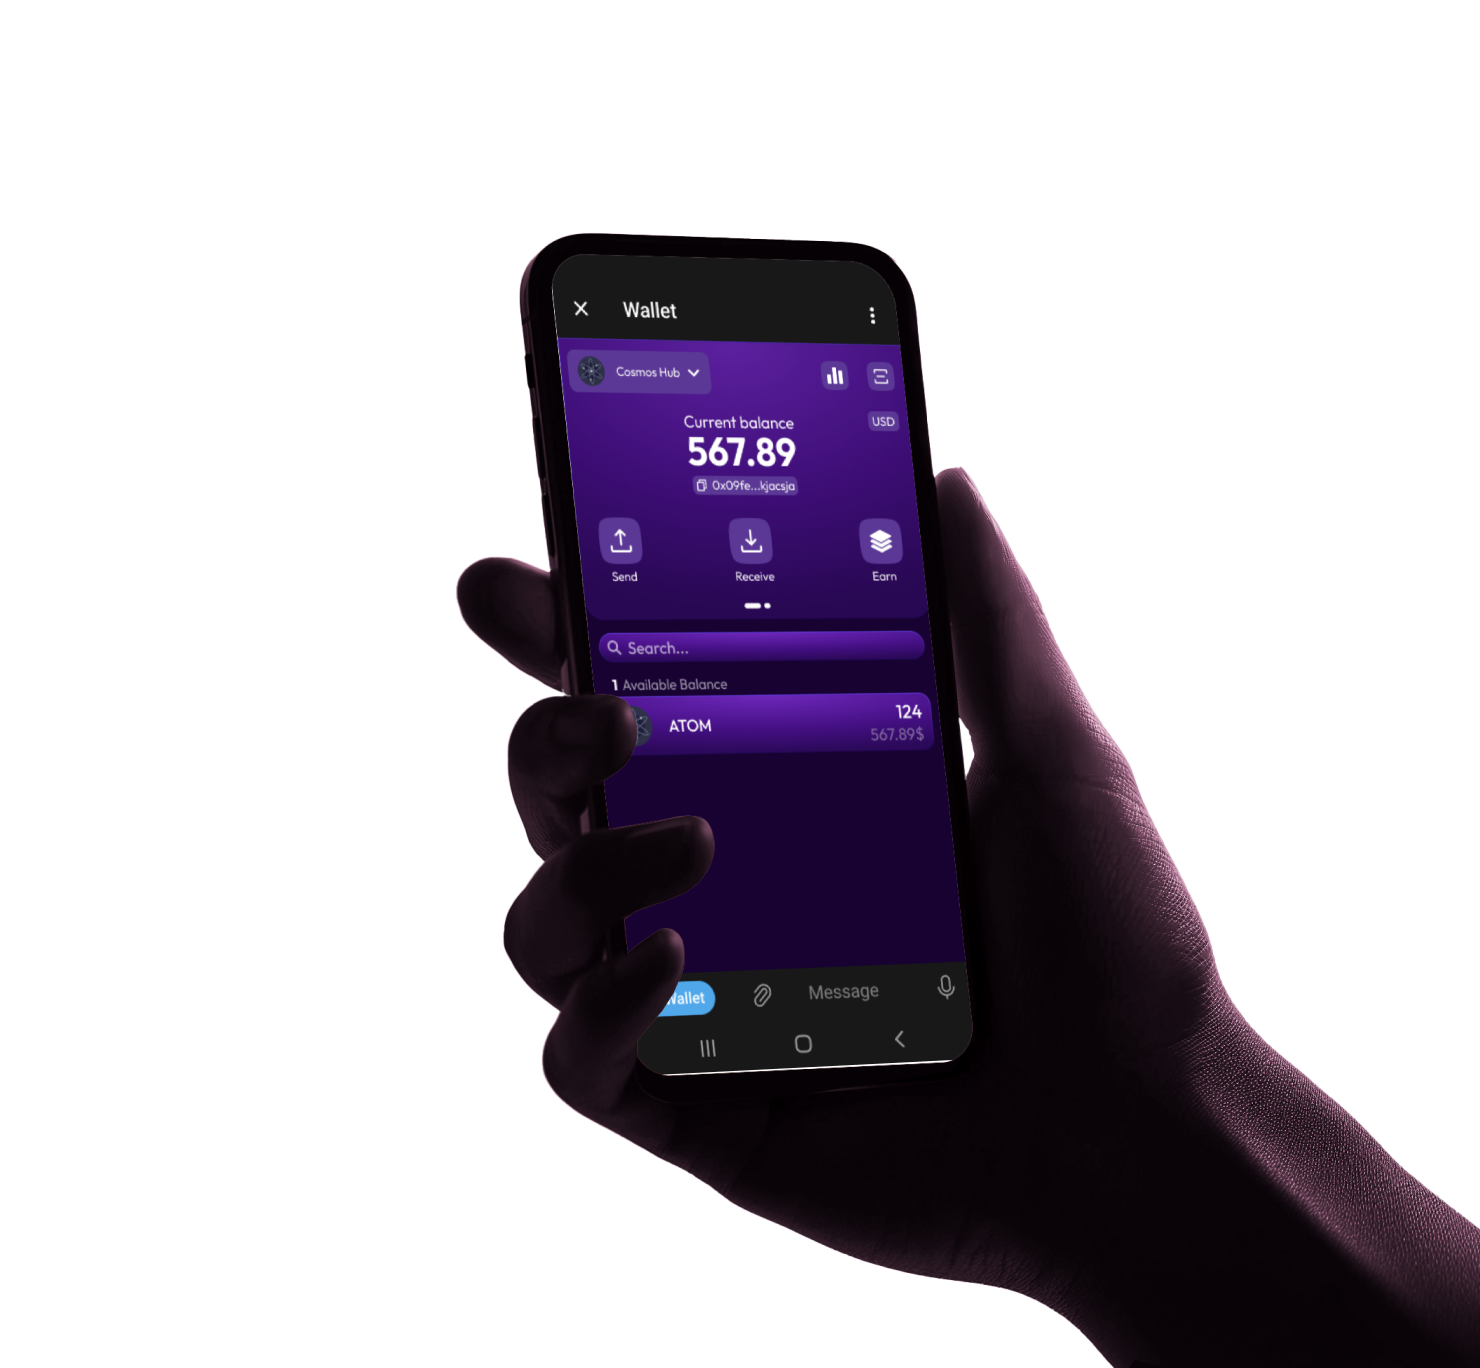 Wallet
Cosmos Hub
USD
Current balance
567.89
0x09fe...kjacsja
Send
Receive
Earn
Search...
1 Available Balance
ATOM
124
567.89$
Wallet
Message